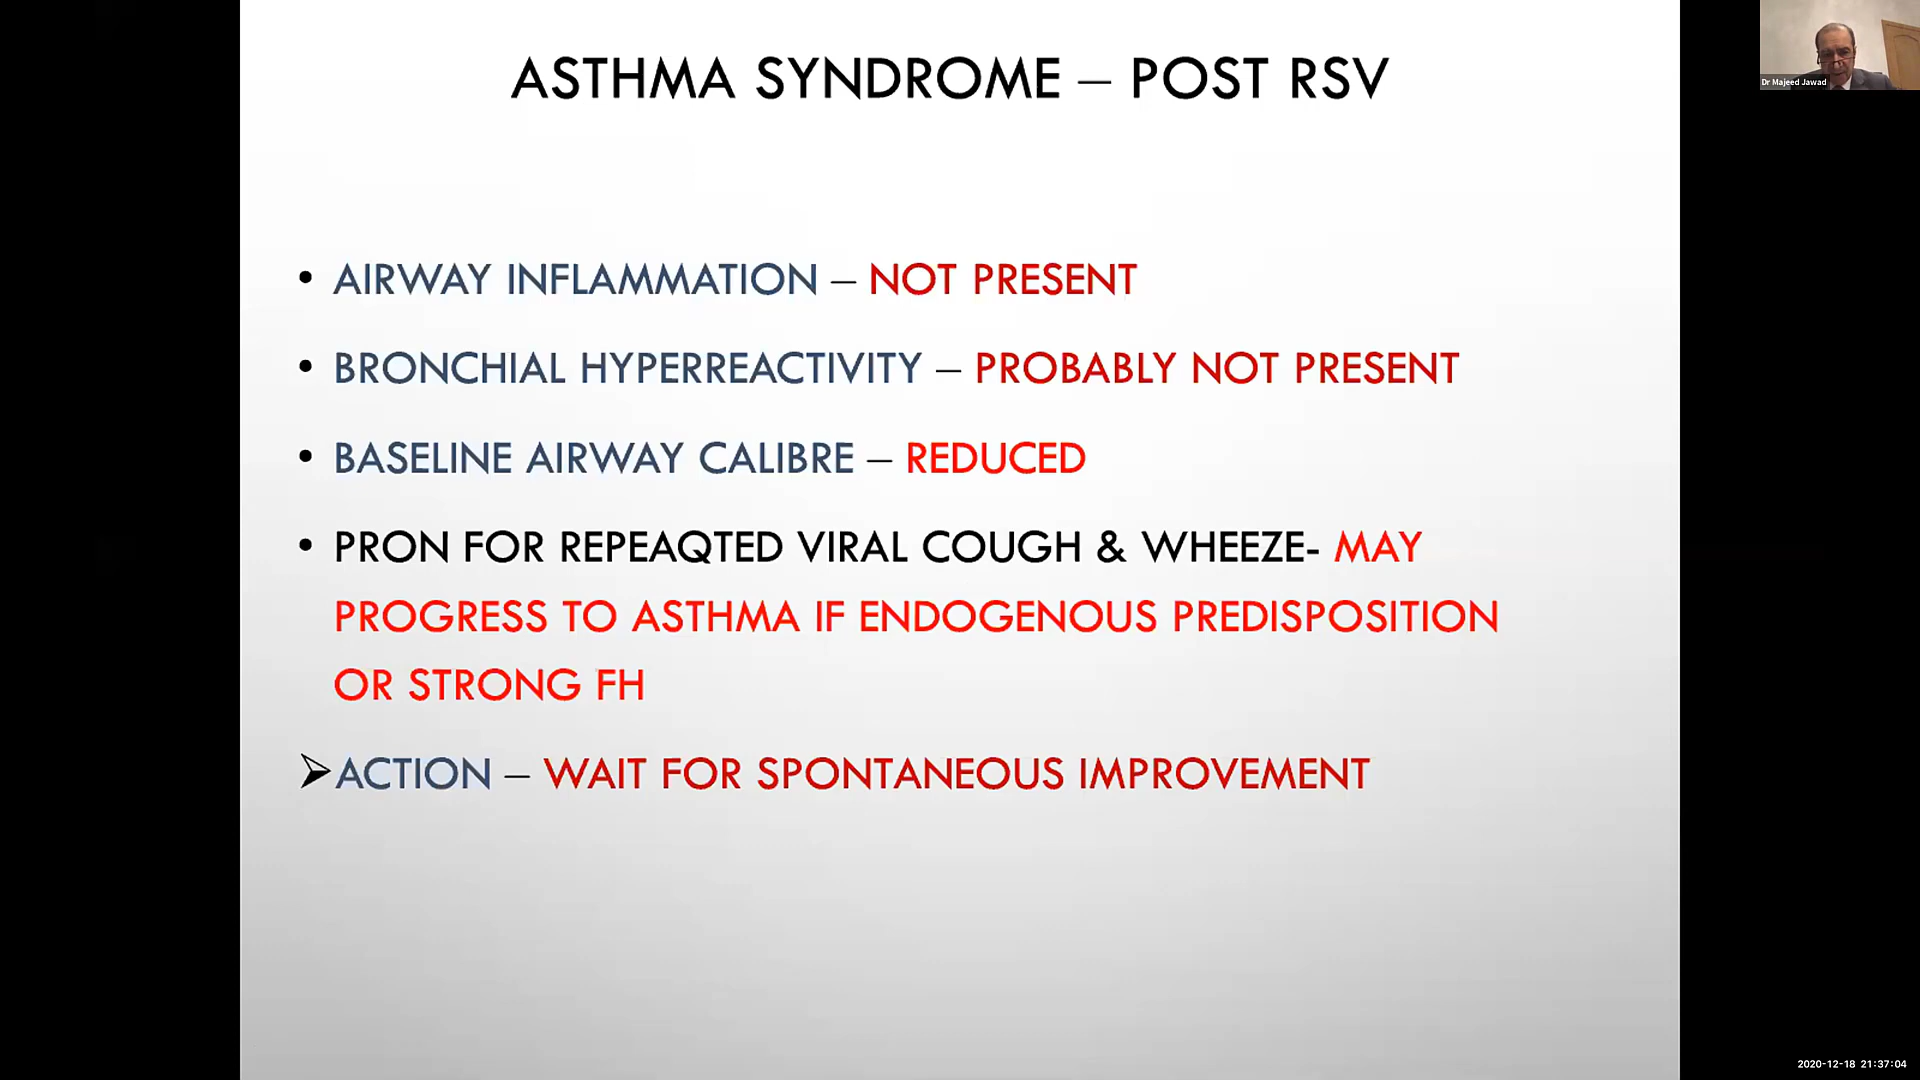 ASTHMA SYNDROME – POST RSV
Dr Majeed Jawad
• AIRWAY INFLAMMATION – NOT PRESENT
• BRONCHIAL HYPERREACTIVITY – PROBABLY NOT PRESENT
• BASELINE AIRWAY CALIBRE – REDUCED
• PRON FOR REPEAQTED VIRAL COUGH & WHEEZE- MAY
PROGRESS TO ASTHMA IF ENDOGENOUS PREDISPOSITION
OR STRONG FH
➢ACTION – WAIT FOR SPONTANEOUS IMPROVEMENT
2020-12-18 21:37:04